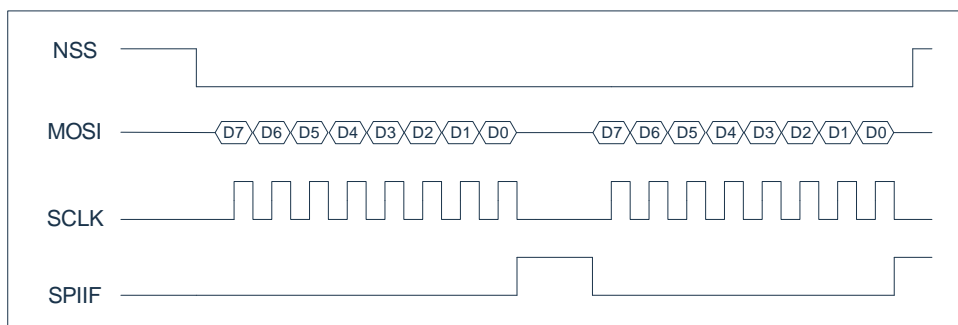 NSS
MOSI D7 D6 D5 D4 D3 D2 D1 D0 D7 D6 D5 D4 D3 D2 D1 D0
SCLK
SPIIF